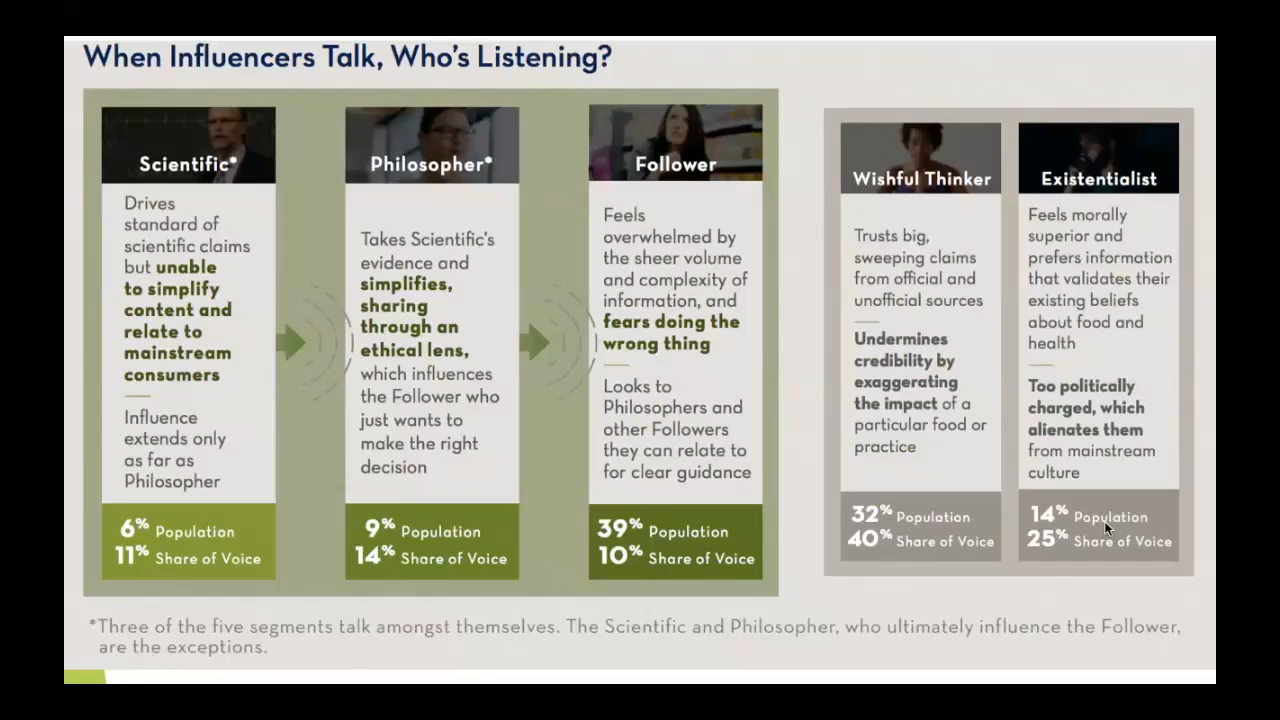 When Influencers Talk, Who's Listening?
Scientific*
Drives
standard of
scientific claims
but unable
to simplify
content and
relate to
mainstream
consumers
Influence
extends only
as far as
Philosopher
6% Population
11% Share of Voice
Philosopher*
Takes Scientific's
evidence and
simplifies,
sharing
through an
ethical lens,
which influences
the Follower who
just wants to
make the right
decision
9% Population
14% Share of Voice
Follower
Feels
overwhelmed by
the sheer volume
and complexity of
information, and
fears doing the
wrong thing
Looks to
Philosophers and
other Followers
they can relate to
for clear guidance
39% Population
10% Share of Voice
Wishful Thinker
Trusts big,
sweeping claims
from official and
unofficial sources
Undermines
credibility by
exaggerating
the impact of a
particular food or
practice
32% Population
40% Share of Voice
Existentialist
Feels morally
superior and
prefers information
that validates their
existing beliefs
about food and
health
Too politically
charged, which
alienates them
from mainstream
culture
14% Population
25% Share of Voice
*Three of the five segments talk amongst themselves. The Scientific and Philosopher, who ultimately influence the Follower,
are the exceptions.